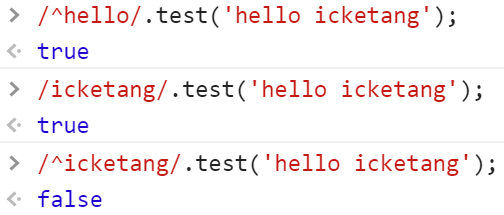 > /^hello/.test('hello icketang');
<· true
> /icketang/.test('hello icketang');
<· true
> /^icketang/.test('hello icketang');
<· false